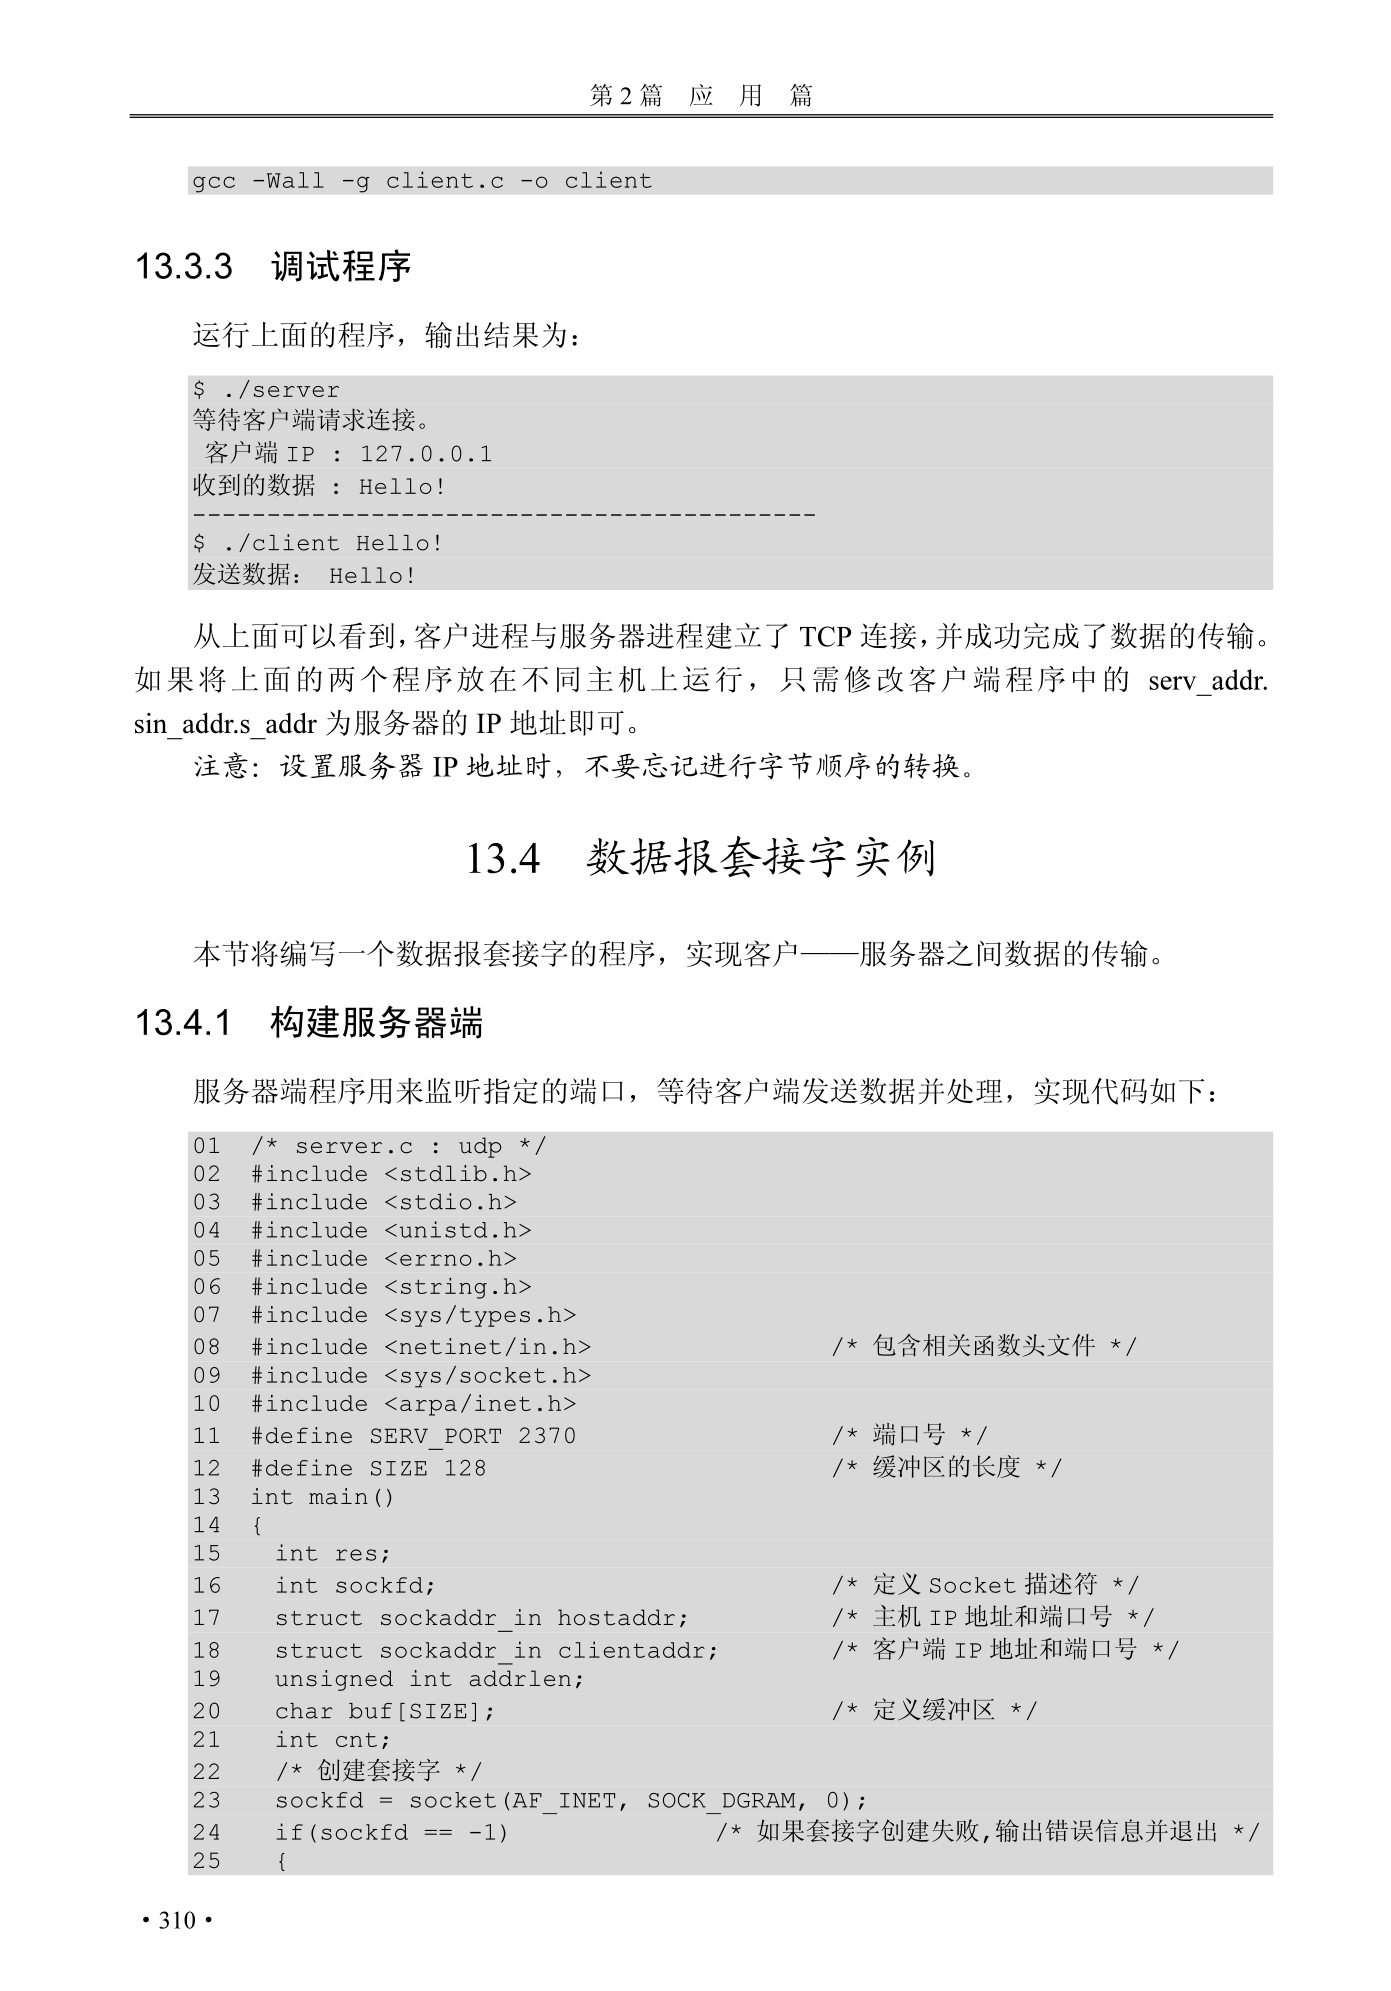 第 2 篇　应　用　篇
gcc -Wall -g client.c -o client
13.3.3　调试程序
运行上面的程序，输出结果为：
$ ./server
等待客户端请求连接。
 客户端 IP : 127.0.0.1
收到的数据 : Hello!
------------------------------------------
$ ./client Hello!
发送数据： Hello!
从上面可以看到，客户进程与服务器进程建立了 TCP 连接，并成功完成了数据的传输。
如果将上面的两个程序放在不同主机上运行，只需修改客户端程序中的 serv_addr.
sin_addr.s_addr 为服务器的 IP 地址即可。
注意：设置服务器 IP 地址时，不要忘记进行字节顺序的转换。
13.4　数据报套接字实例
本节将编写一个数据报套接字的程序，实现客户——服务器之间数据的传输。
13.4.1　构建服务器端
服务器端程序用来监听指定的端口，等待客户端发送数据并处理，实现代码如下：
01  /* server.c : udp */
02  #include <stdlib.h>
03  #include <stdio.h>
04  #include <unistd.h>
05  #include <errno.h>
06  #include <string.h>
07  #include <sys/types.h>
08  #include <netinet/in.h>                /* 包含相关函数头文件 */
09  #include <sys/socket.h>
10  #include <arpa/inet.h>
11  #define SERV_PORT 2370                 /* 端口号 */
12  #define SIZE 128                       /* 缓冲区的长度 */
13  int main()
14  {
15    int res;
16    int sockfd;                          /* 定义 Socket 描述符 */
17    struct sockaddr_in hostaddr;         /* 主机 IP 地址和端口号 */
18    struct sockaddr_in clientaddr;       /* 客户端 IP 地址和端口号 */
19    unsigned int addrlen;
20    char buf[SIZE];                      /* 定义缓冲区 */
21    int cnt;
22    /* 创建套接字 */
23    sockfd = socket(AF_INET, SOCK_DGRAM, 0);
24    if(sockfd == -1)              /* 如果套接字创建失败,输出错误信息并退出 */
25    {
• 310 •